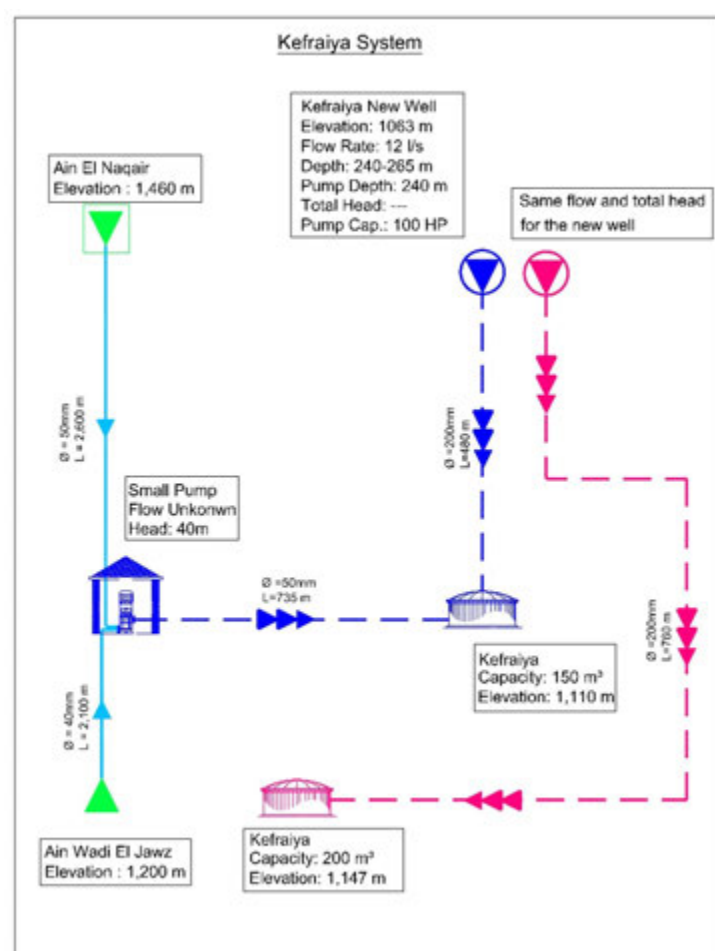 Kefraiya System
Kefraiya New Well
Elevation: 1063 m
Flow Rate: 12 l/s
Depth: 240-265 m
Pump Depth: 240 m
Total Head: ---
Pump Cap.: 100 HP
Ain El Naqair
Elevation : 1,460 m
Same flow and total head
for the new well
Ø = 50mm
L = 2,600 m
Ø =200mm
L=480 m
Small Pump
Flow Unkonwn
Head: 40m
Ø =50mm
L=735 m
Ø =200mm
L=760 m
Kefraiya
Capacity: 150 m³
Elevation: 1,110 m
Ø = 40mm
L = 2,100 m
Ain Wadi El Jawz
Elevation : 1,200 m
Kefraiya
Capacity: 200 m³
Elevation: 1,147 m